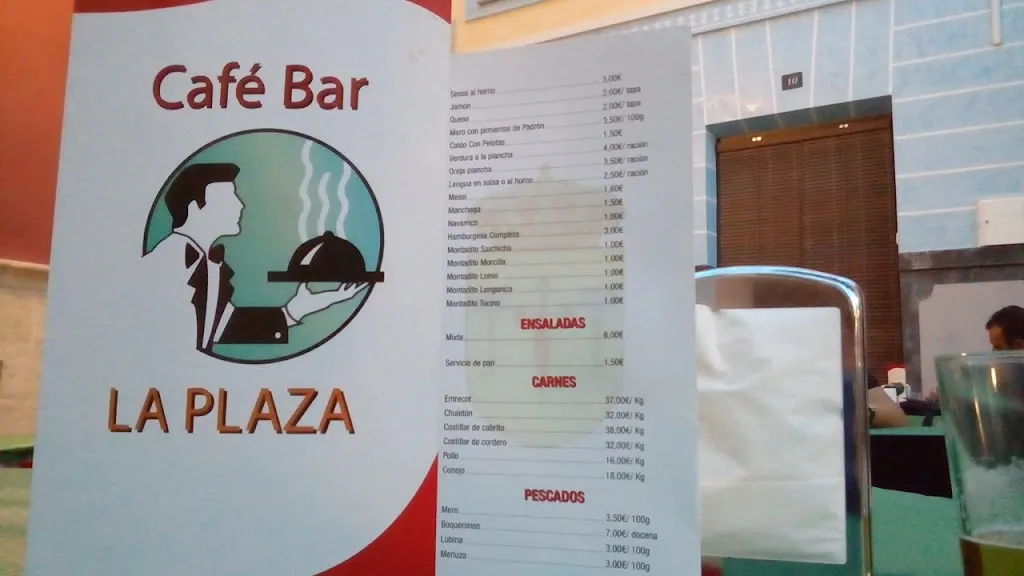 Café Bar
LA PLAZA
Sesos al horno 3,00€
Jamón 2,00€/ tapa
Queso 2,00€/ tapa
Mero con pimientos de Padrón 3,50€/ 100g
Caldo Con Pelotas 1,50€
Verdura a la plancha 4,00€/ ración
Oreja plancha 3,50€/ ración
Lengua en salsa o al horno 2,50€/ ración
Messi 1,60€
Manchega 1,50€
Navarrico 1,00€
Hamburgesa Completa 3,00€
Montadito Salchicha 1,00€
Montadito Morcilla 1,00€
Montadito Lomo 1,00€
Montadito Longaniza 1,00€
Montadito Tocino 1,00€
ENSALADAS
Mixta 6,00€
Servicio de pan 1,50€
CARNES
Entrecot 37,00€/ Kg
Chuletón 32,00€/ Kg
Costillar de cabrito 38,00€/ Kg
Costillar de cordero 32,00€/ Kg
Pollo 16,00€/ Kg
Conejo 18,00€/ Kg
PESCADOS
Mero 3,50€/ 100g
Boquerones 7,00€/ docena
Lubina 3,00€/ 100g
Merluza 3,00€/ 100g
10